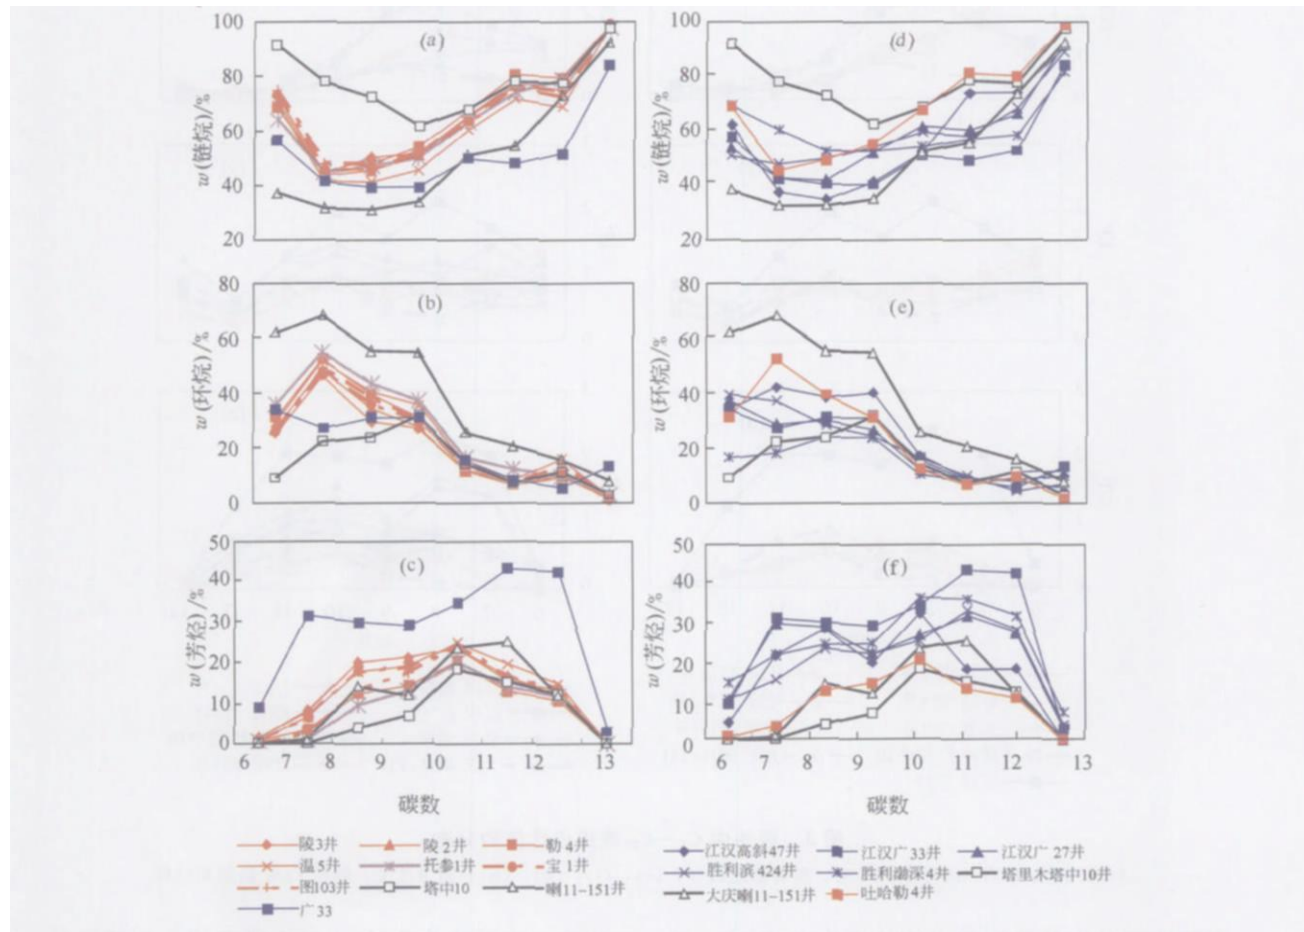 100
80
60
40
20
w(链烷)/%
(a)
100
80
60
40
20
w(链烷)/%
(d)
80
60
40
20
0
w(环烷)/%
(b)
80
60
40
20
0
w(环烷)/%
(e)
50
40
30
20
10
0
w(芳烃)/%
(c)
6 7 8 9 10 11 12 13
碳数
50
40
30
20
10
0
w(芳烃)/%
(f)
6 7 8 9 10 11 12 13
碳数
陵3井 陵2井 勒4井
温5井 托参1井 宝1井
图103井 塔中10 喇11-151井
广33
江汉高斜47井 江汉广33井 江汉广27井
胜利滨424井 胜利渤深4井 塔里木塔中10井
大庆喇11-151井 吐哈勒4井